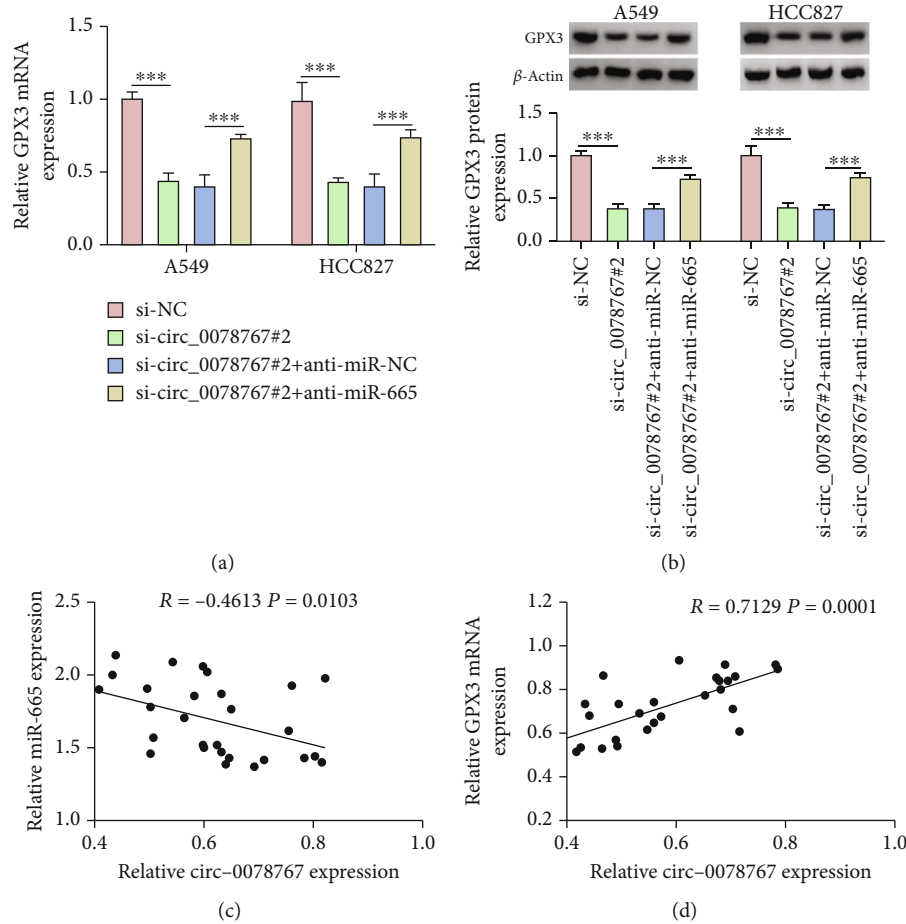 Relative GPX3 mRNA
expression
1.5
1.0
0.5
0.0
***
***
***
***
A549
HCC827
si-NC
si-circ_0078767#2
si-circ_0078767#2+anti-miR-NC
si-circ_0078767#2+anti-miR-665
(a)
A549
HCC827
GPX3
β-Actin
Relative GPX3 protein
expression
1.5
1.0
0.5
0.0
***
***
***
***
si-NC
si-circ_0078767#2
si-circ_0078767#2+anti-miR-NC
si-circ_0078767#2+anti-miR-665
si-NC
si-circ_0078767#2
si-circ_0078767#2+anti-miR-NC
si-circ_0078767#2+anti-miR-665
(b)
Relative miR-665 expression
2.5
2.0
1.5
1.0
R = –0.4613 P = 0.0103
0.4
0.6
0.8
1.0
Relative circ–0078767 expression
(c)
Relative GPX3 mRNA
expression
1.2
1.0
0.8
0.6
0.4
0.2
R = 0.7129 P = 0.0001
0.4
0.6
0.8
1.0
Relative circ–0078767 expression
(d)